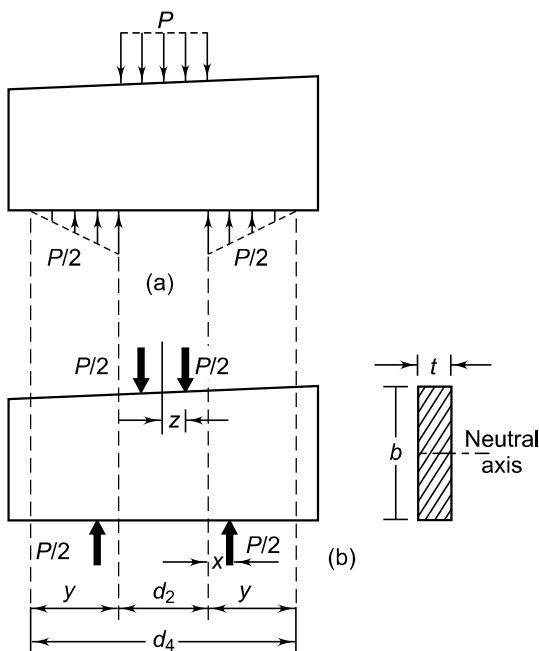 P
P/2 P/2
(a)
P/2 P/2
z
t
b
Neutral
axis
P/2 P/2
x
(b)
y d₂ y
d₄